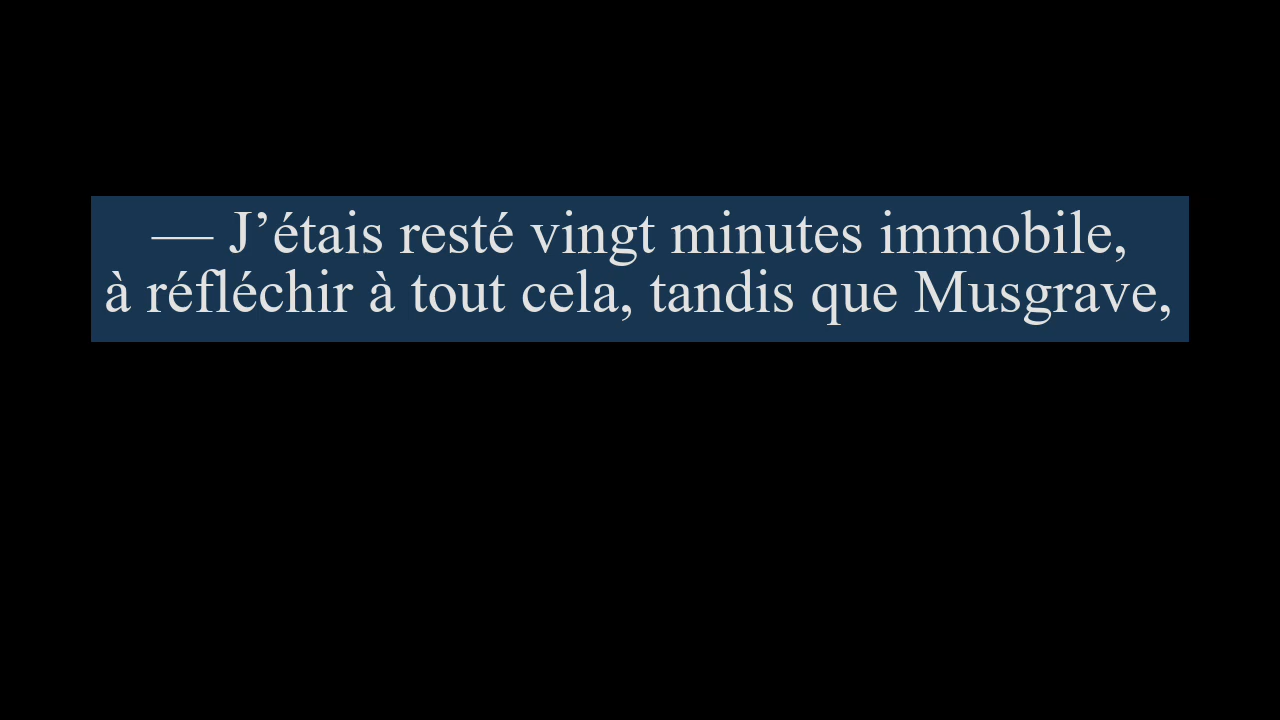 — J’étais resté vingt minutes immobile,
à réfléchir à tout cela, tandis que Musgrave,